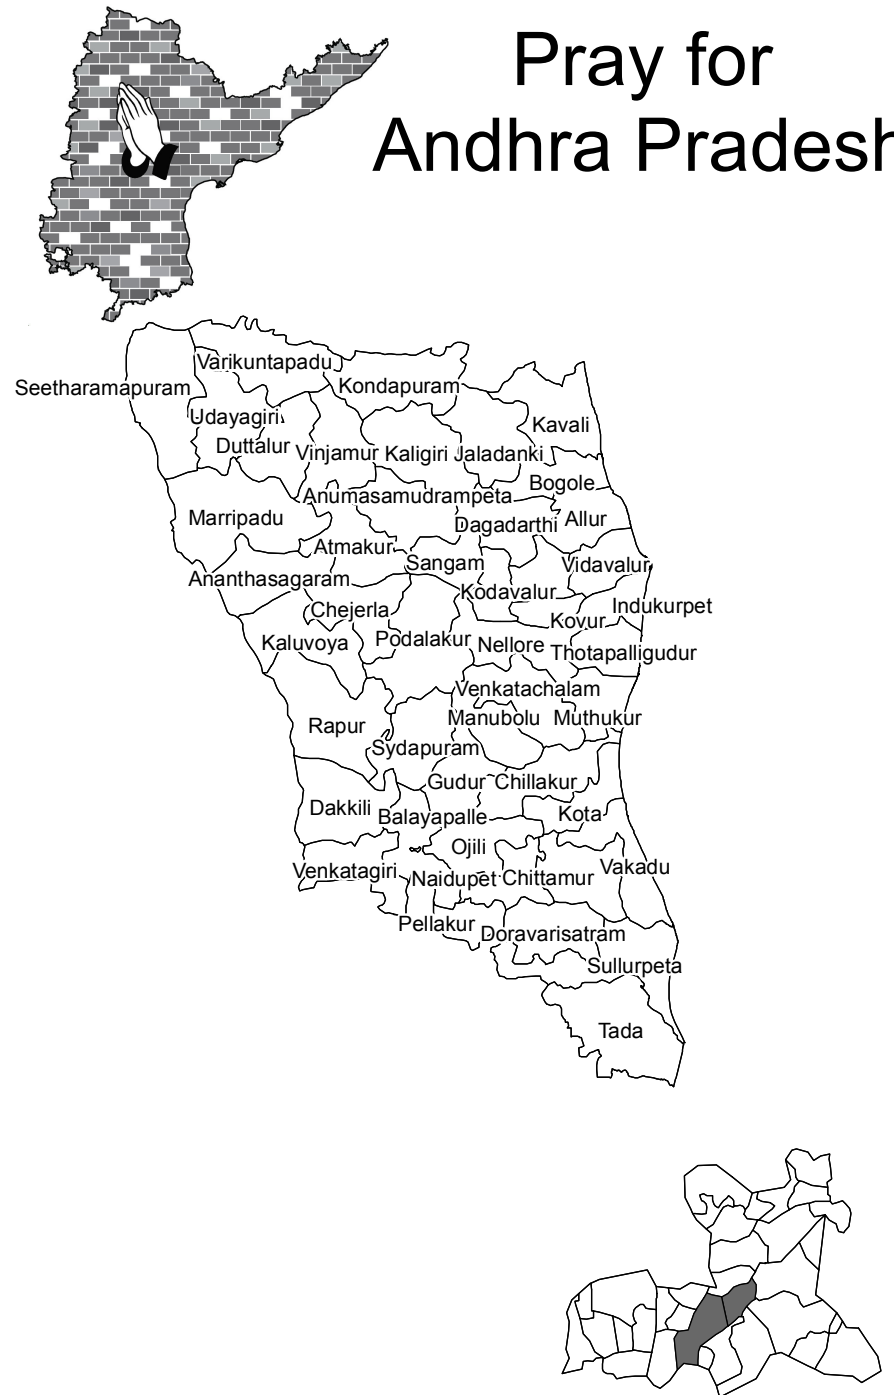 Pray for
Andhra Pradesh
Varikuntapadu
Seetharamapuram
Kondapuram
Udayagiri
Kavali
Duttalur
Vinjamur
Kaligiri
Jaladanki
Bogole
Anumasamudrampeta
Marripadu
Dagadarthi
Allur
Atmakur
Sangam
Vidavalur
Ananthasagaram
Kodavalur
Chejerla
Indukurpet
Kovur
Kaluvoya
Podalakur
Nellore
Thotapalligudur
Venkatachalam
Rapur
Manubolu
Muthukur
Sydapuram
Gudur
Chillakur
Dakkili
Balayapalle
Kota
Ojili
Venkatagiri
Naidupet
Chittamur
Vakadu
Pellakur
Doravarisatram
Sullurpeta
Tada